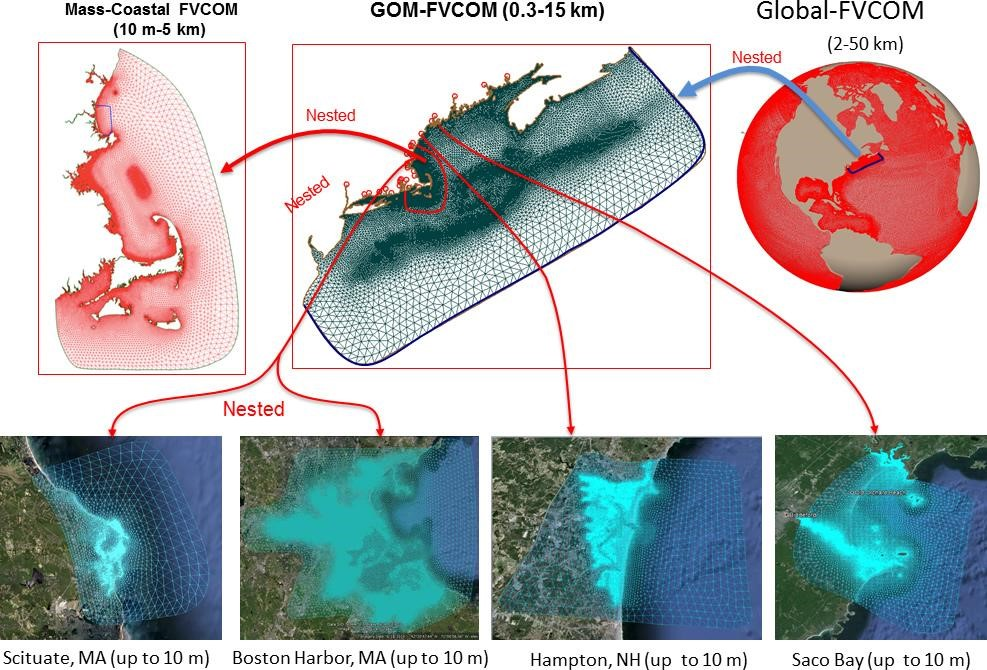 Mass-Coastal FVCOM
(10 m-5 km)
GOM-FVCOM (0.3-15 km)
Global-FVCOM
(2-50 km)
Nested
Nested
Nested
Nested
Scituate, MA (up to 10 m)
Boston Harbor, MA (up to 10 m)
Hampton, NH (up to 10 m)
Saco Bay (up to 10 m)